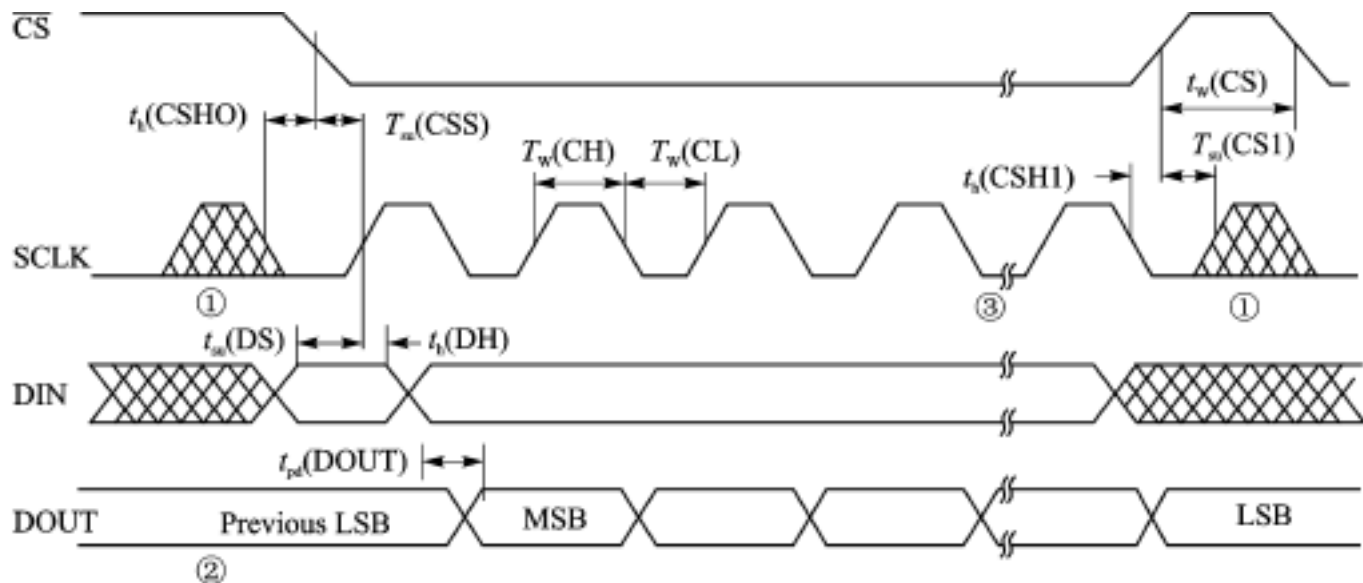 CS
t_w(CS)
t_h(CSHO)
T_su(CSS)
T_w(CH)
T_w(CL)
t_h(CSH1)
T_su(CS1)
SCLK
①
③
①
t_su(DS)
t_h(DH)
DIN
t_pd(DOUT)
DOUT
Previous LSB
MSB
LSB
②